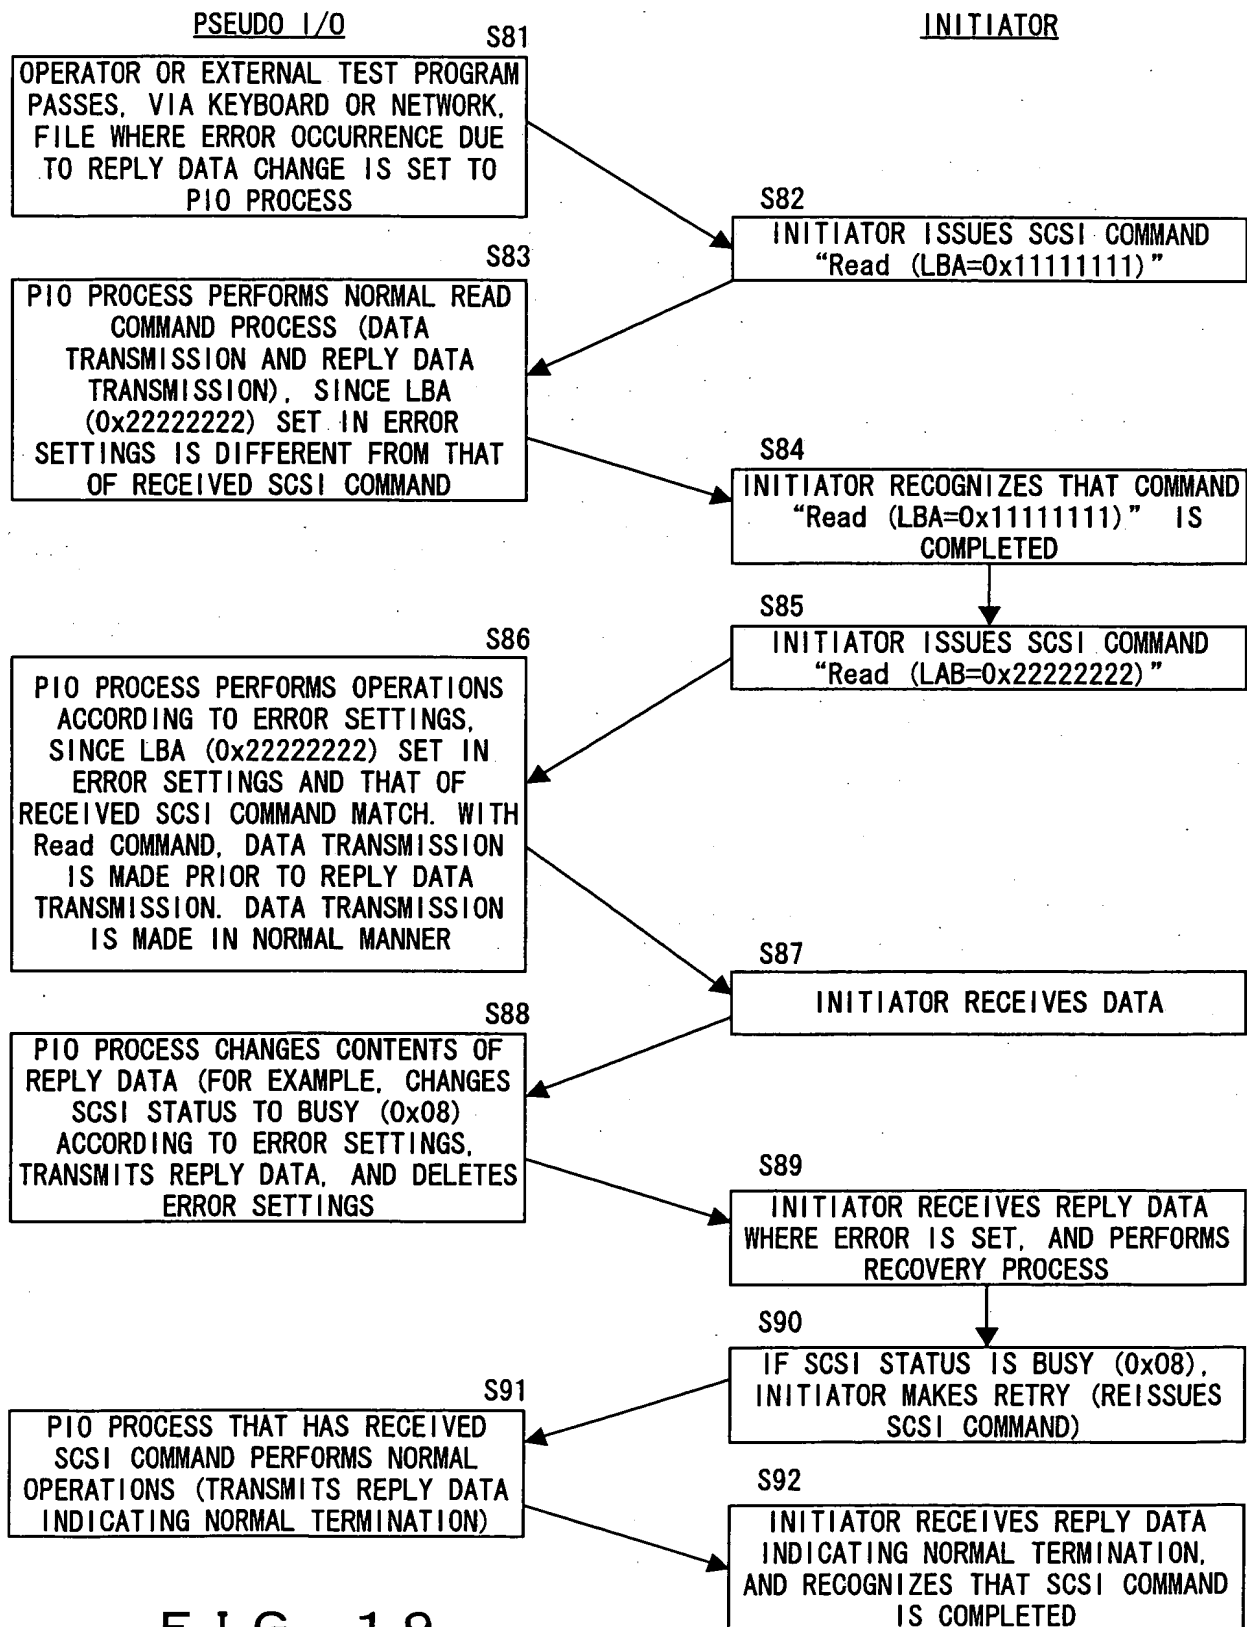 PSEUDO I/O
INITIATOR
S81
OPERATOR OR EXTERNAL TEST PROGRAM
PASSES, VIA KEYBOARD OR NETWORK,
FILE WHERE ERROR OCCURRENCE DUE
TO REPLY DATA CHANGE IS SET TO
PIO PROCESS
S82
INITIATOR ISSUES SCSI COMMAND
“Read (LBA=0x11111111)”
S83
PIO PROCESS PERFORMS NORMAL READ
COMMAND PROCESS (DATA
TRANSMISSION AND REPLY DATA
TRANSMISSION), SINCE LBA
(0x22222222) SET IN ERROR
SETTINGS IS DIFFERENT FROM THAT
OF RECEIVED SCSI COMMAND
S84
INITIATOR RECOGNIZES THAT COMMAND
“Read (LBA=0x11111111)” IS
COMPLETED
S85
INITIATOR ISSUES SCSI COMMAND
“Read (LAB=0x22222222)”
S86
PIO PROCESS PERFORMS OPERATIONS
ACCORDING TO ERROR SETTINGS,
SINCE LBA (0x22222222) SET IN
ERROR SETTINGS AND THAT OF
RECEIVED SCSI COMMAND MATCH. WITH
Read COMMAND, DATA TRANSMISSION
IS MADE PRIOR TO REPLY DATA
TRANSMISSION. DATA TRANSMISSION
IS MADE IN NORMAL MANNER
S87
INITIATOR RECEIVES DATA
S88
PIO PROCESS CHANGES CONTENTS OF
REPLY DATA (FOR EXAMPLE, CHANGES
SCSI STATUS TO BUSY (0x08)
ACCORDING TO ERROR SETTINGS,
TRANSMITS REPLY DATA, AND DELETES
ERROR SETTINGS
S89
INITIATOR RECEIVES REPLY DATA
WHERE ERROR IS SET, AND PERFORMS
RECOVERY PROCESS
S90
IF SCSI STATUS IS BUSY (0x08),
INITIATOR MAKES RETRY (REISSUES
SCSI COMMAND)
S91
PIO PROCESS THAT HAS RECEIVED
SCSI COMMAND PERFORMS NORMAL
OPERATIONS (TRANSMITS REPLY DATA
INDICATING NORMAL TERMINATION)
S92
INITIATOR RECEIVES REPLY DATA
INDICATING NORMAL TERMINATION,
AND RECOGNIZES THAT SCSI COMMAND
IS COMPLETED